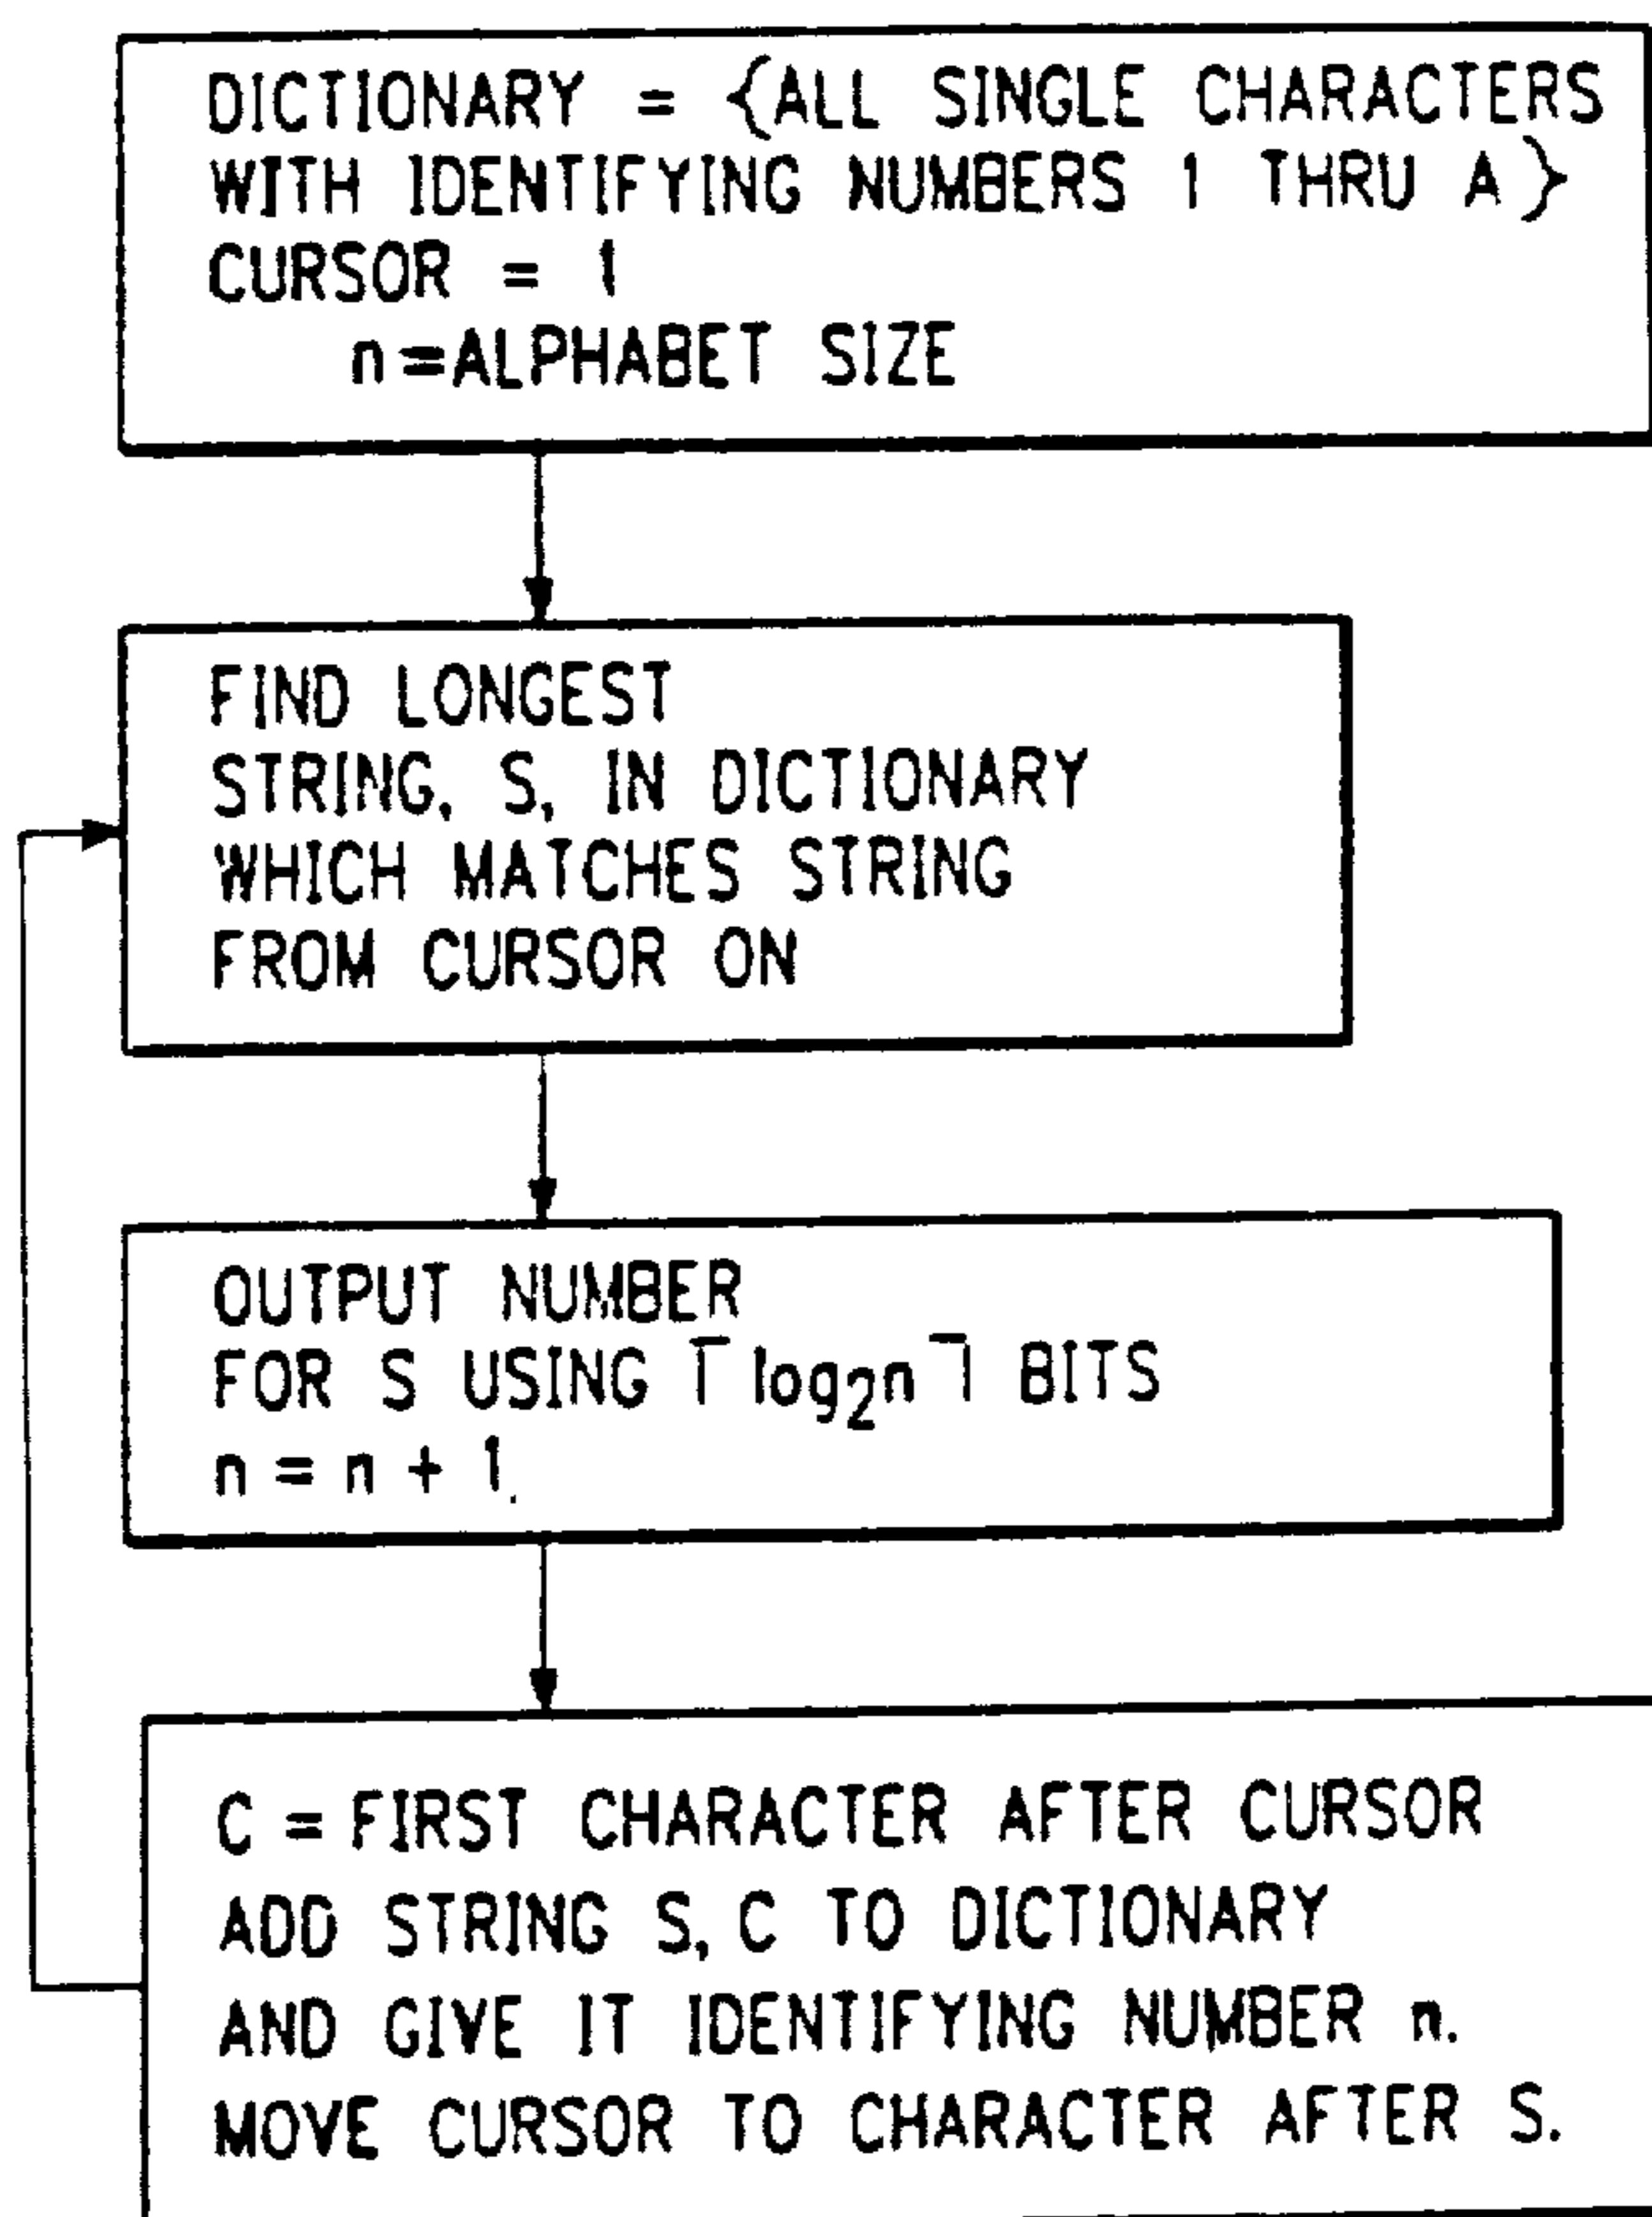 DICTIONARY = {ALL SINGLE CHARACTERS
WITH IDENTIFYING NUMBERS 1 THRU A}
CURSOR = 1
n=ALPHABET SIZE
FIND LONGEST
STRING, S, IN DICTIONARY
WHICH MATCHES STRING
FROM CURSOR ON
OUTPUT NUMBER
FOR S USING ⌈log₂n⌉ BITS
n = n + 1.
C = FIRST CHARACTER AFTER CURSOR
ADD STRING S, C TO DICTIONARY
AND GIVE IT IDENTIFYING NUMBER n.
MOVE CURSOR TO CHARACTER AFTER S.